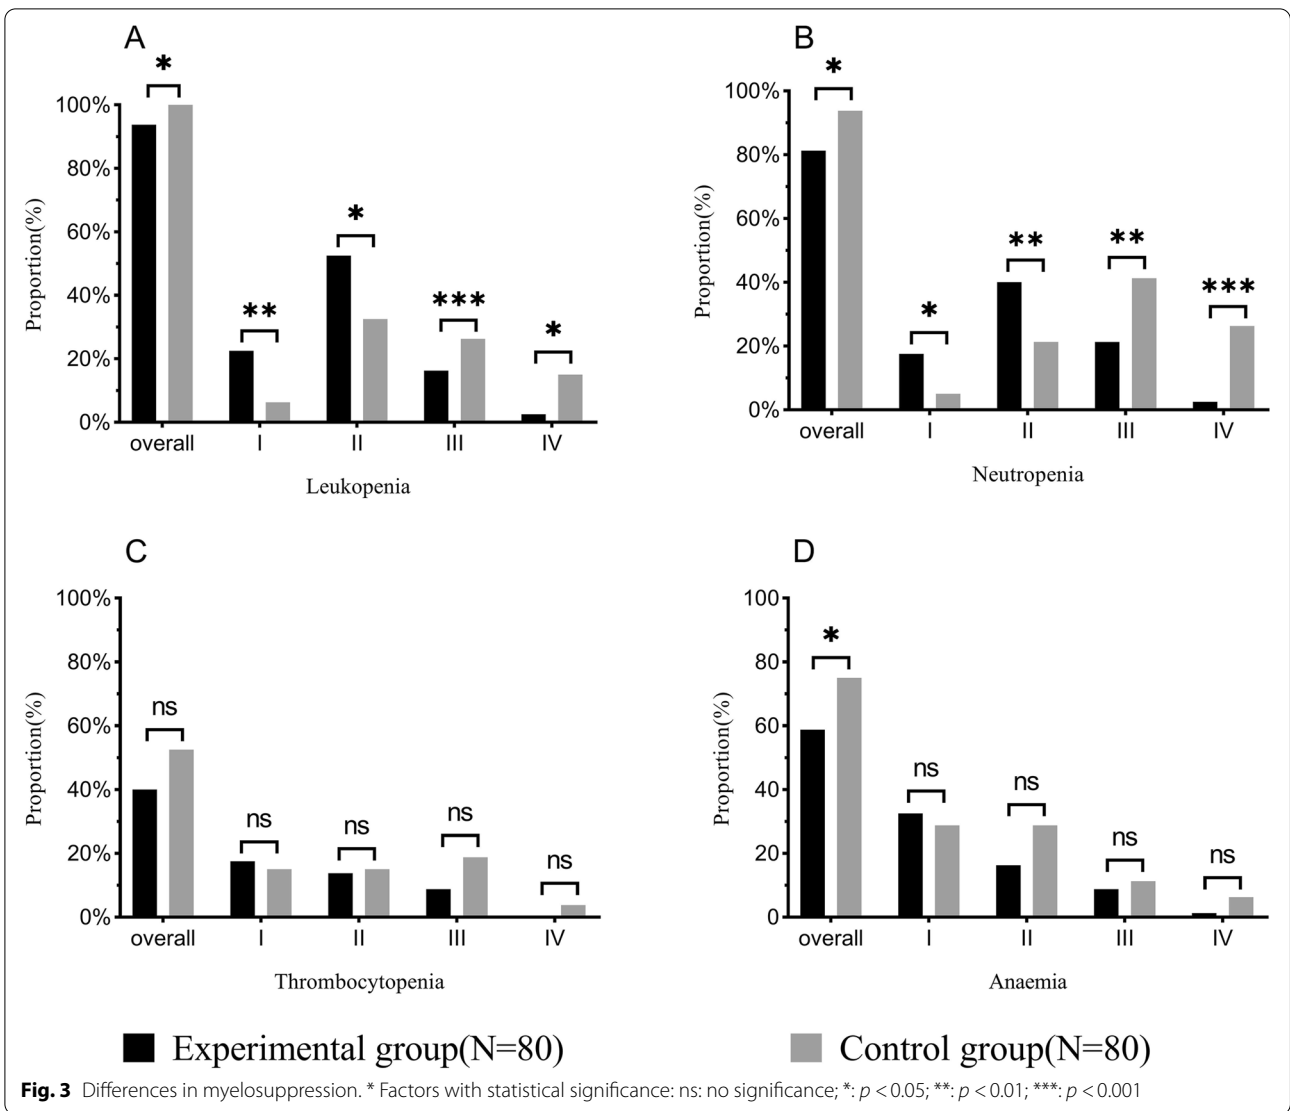 A
*
100%
80%
60%
40%
20%
0%
Proportion(%)
**
*
***
*
overall I II III IV
Leukopenia
B
*
100%
80%
60%
40%
20%
0%
Proportion(%)
*
**
**
***
overall I II III IV
Neutropenia
C
100%
80%
60%
40%
20%
0%
Proportion(%)
ns
ns
ns
ns
ns
overall I II III IV
Thrombocytopenia
D
100
80
60
40
20
0
Proportion(%)
*
ns
ns
ns
ns
overall I II III IV
Anaemia
Experimental group(N=80) Control group(N=80)
Fig. 3 Differences in myelosuppression. * Factors with statistical significance: ns: no significance; *: p < 0.05; **: p < 0.01; ***: p < 0.001